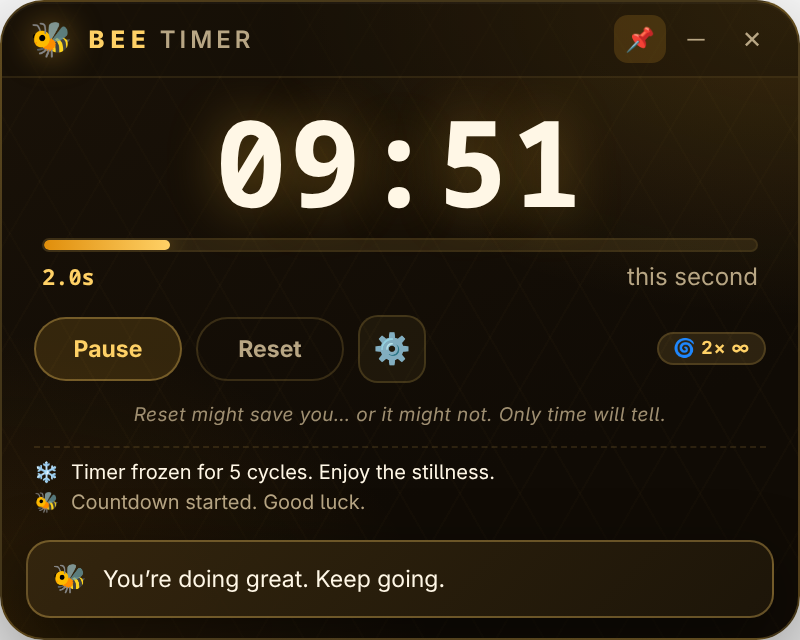 BEE TIMER
09:51
2.0s this second
Pause Reset 2× ∞
Reset might save you... or it might not. Only time will tell.
Timer frozen for 5 cycles. Enjoy the stillness.
Countdown started. Good luck.
You’re doing great. Keep going.